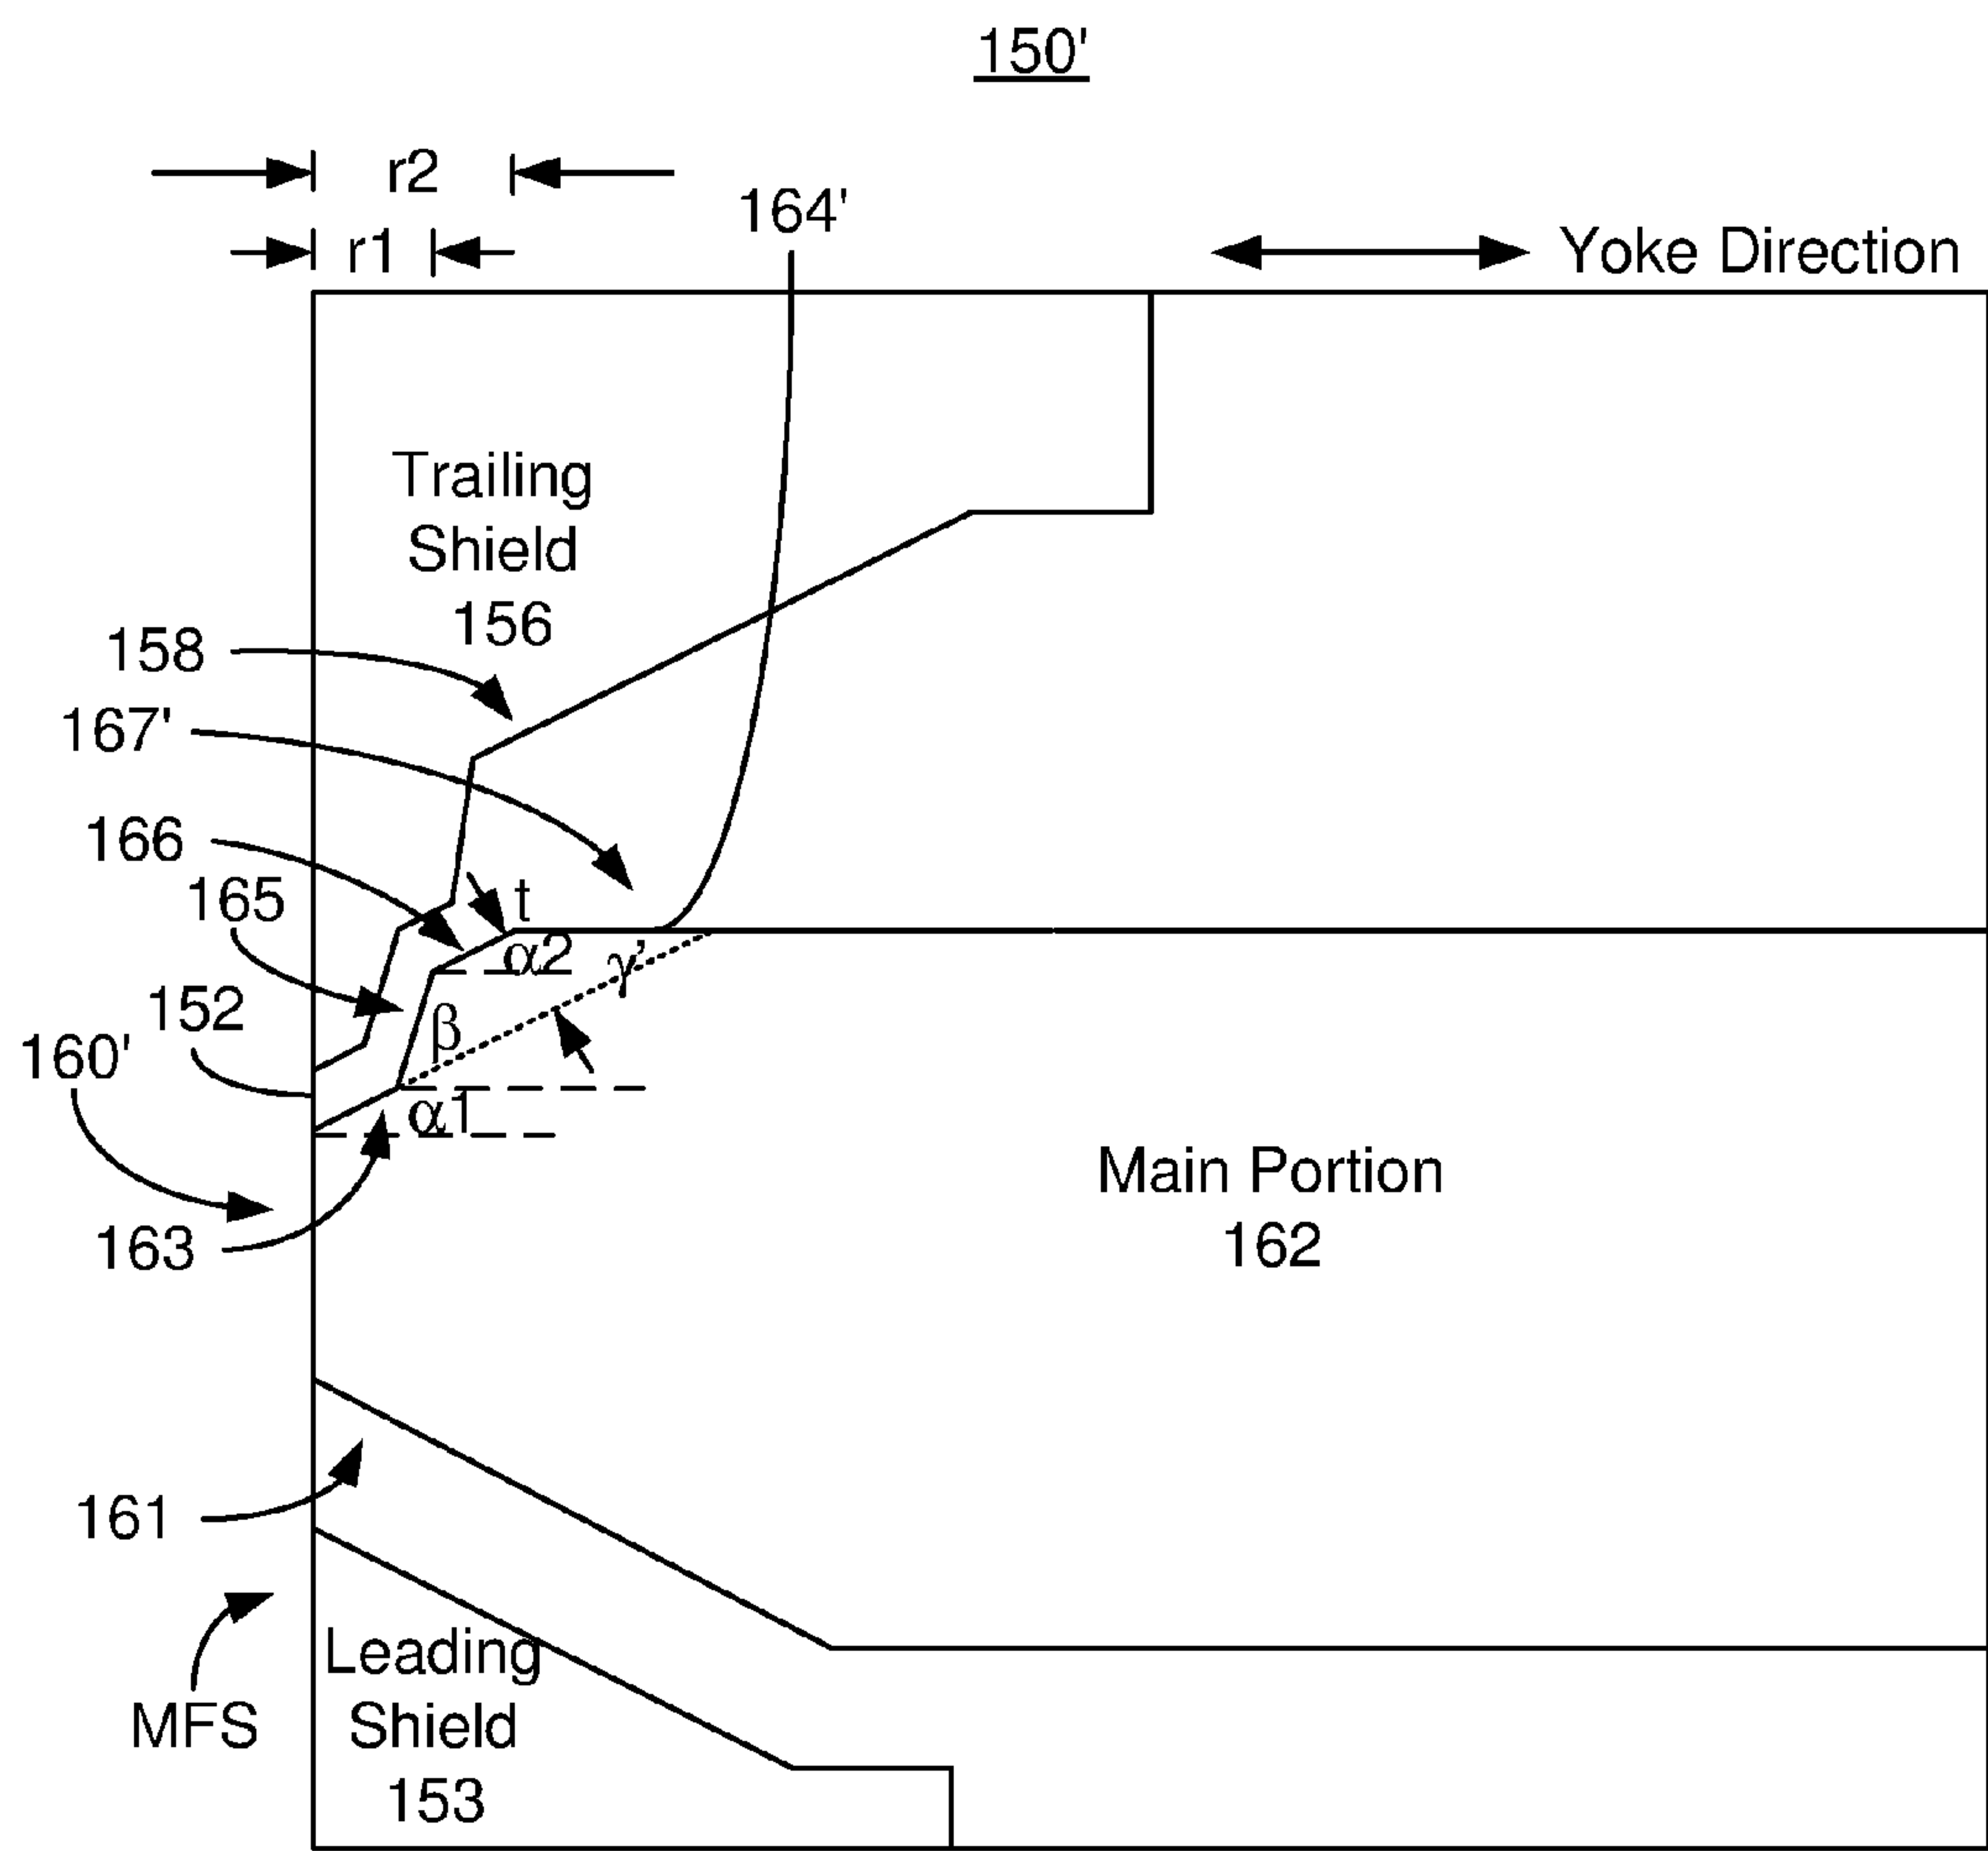 150'
r2
164'
r1
Yoke Direction
Trailing
Shield
156
158
167'
166
165
t
α2
γ'
152
β
160'
α1
Main Portion
162
163
161
Leading
Shield
153
MFS